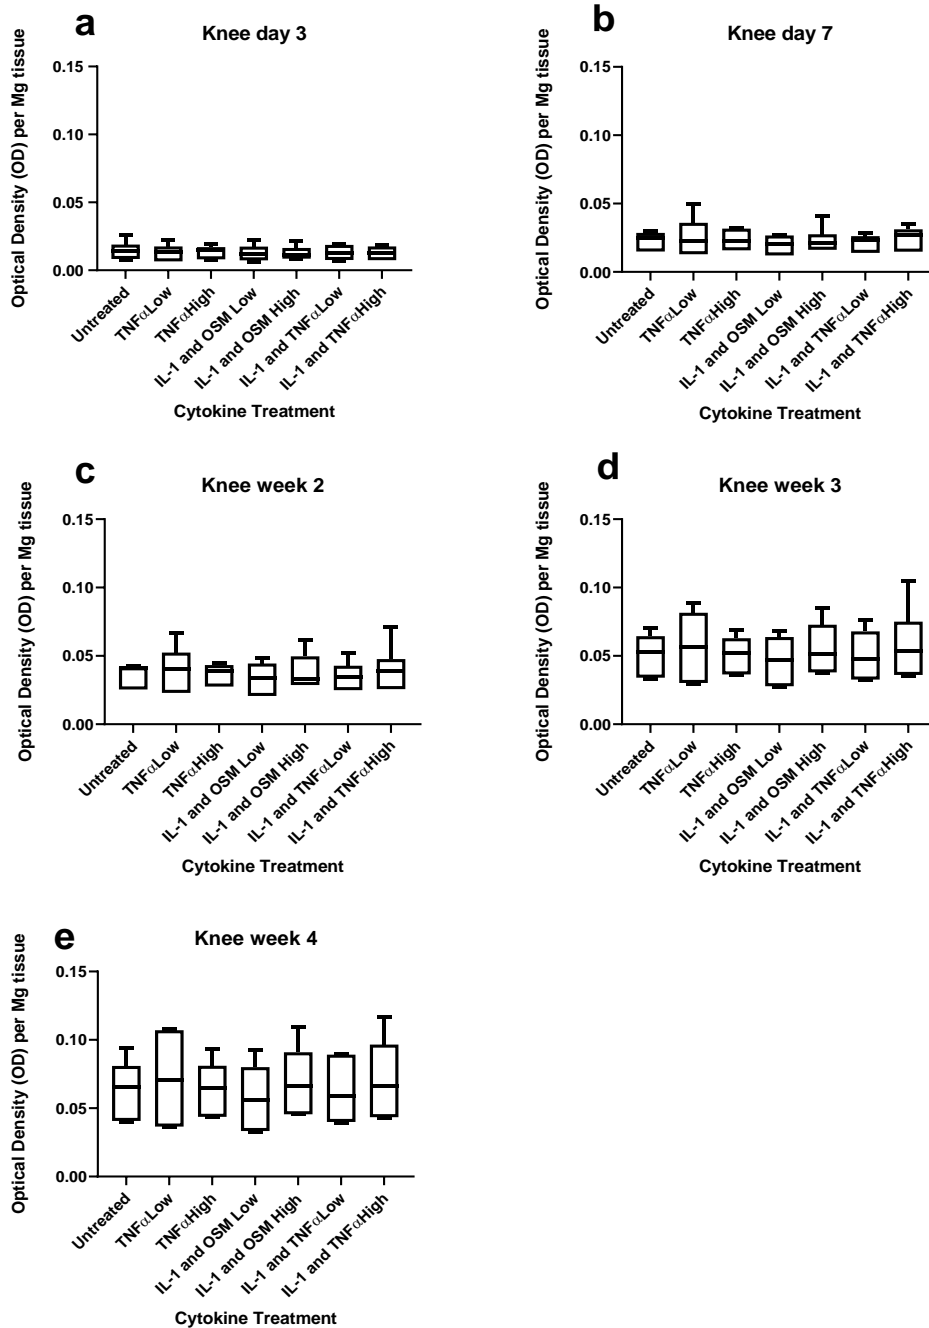 a
Knee day 3
Optical Density (OD) per Mg tissue
0.15
0.10
0.05
0.00
Untreated
TNFαLow
TNFαHigh
IL-1 and OSM Low
IL-1 and OSM High
IL-1 and TNFαLow
IL-1 and TNFαHigh
Cytokine Treatment
b
Knee day 7
Optical Density (OD) per Mg tissue
0.15
0.10
0.05
0.00
Untreated
TNFαLow
TNFαHigh
IL-1 and OSM Low
IL-1 and OSM High
IL-1 and TNFαLow
IL-1 and TNFαHigh
Cytokine Treatment
c
Knee week 2
Optical Density (OD) per Mg tissue
0.15
0.10
0.05
0.00
Untreated
TNFαLow
TNFαHigh
IL-1 and OSM Low
IL-1 and OSM High
IL-1 and TNFαLow
IL-1 and TNFαHigh
Cytokine Treatment
d
Knee week 3
Optical Density (OD) per Mg tissue
0.15
0.10
0.05
0.00
Untreated
TNFαLow
TNFαHigh
IL-1 and OSM Low
IL-1 and OSM High
IL-1 and TNFαLow
IL-1 and TNFαHigh
Cytokine Treatment
e
Knee week 4
Optical Density (OD) per Mg tissue
0.15
0.10
0.05
0.00
Untreated
TNFαLow
TNFαHigh
IL-1 and OSM Low
IL-1 and OSM High
IL-1 and TNFαLow
IL-1 and TNFαHigh
Cytokine Treatment